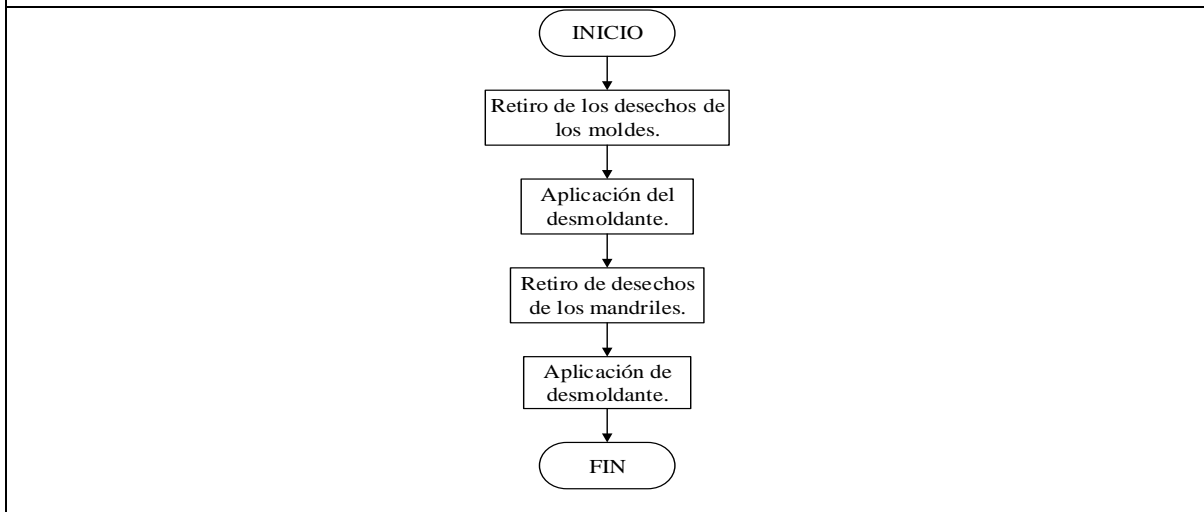 INICIO
Retiro de los desechos de
los moldes.
Aplicación del
desmoldante.
Retiro de desechos
de los mandriles.
Aplicación de
desmoldante.
FIN